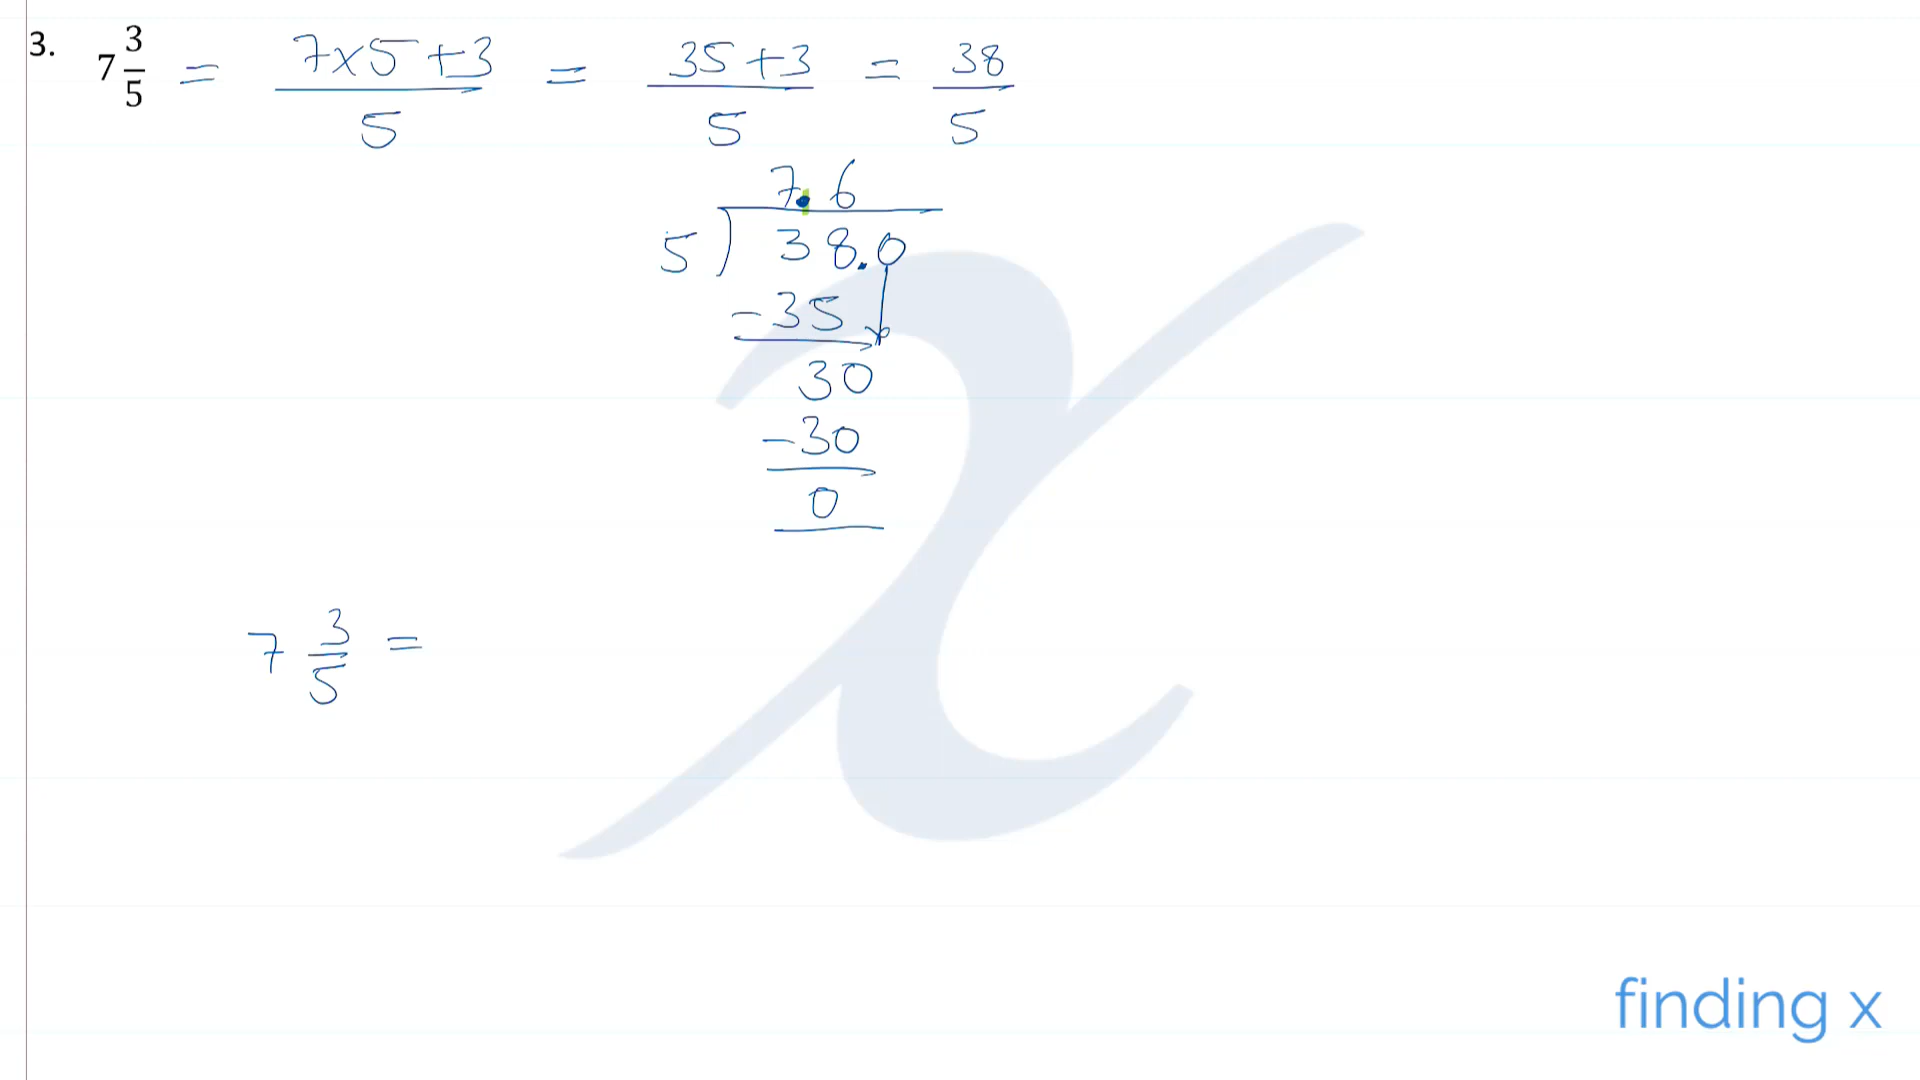 3. 7 3/5 = (7×5+3)/5 = (35+3)/5 = 38/5
7.6
5 ) 38.0
-35
30
-30
0
7 3/5 =
finding x